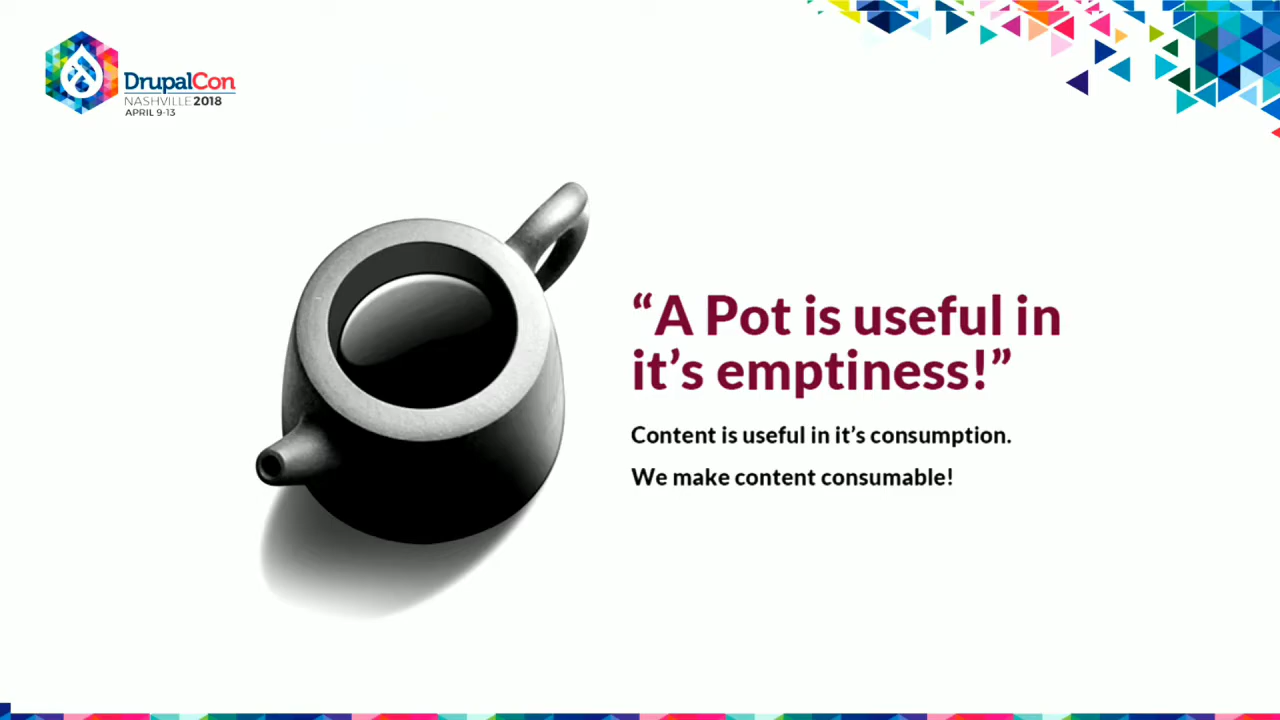 DrupalCon
NASHVILLE 2018
APRIL 9-13
“A Pot is useful in
it’s emptiness!”
Content is useful in it’s consumption.
We make content consumable!